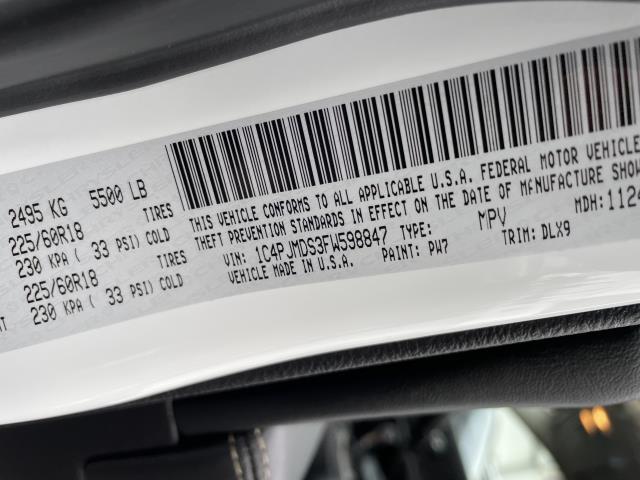 2495 KG 5500 LB
225/60R18 TIRES
230 KPA ( 33 PSI) COLD
225/60R18 TIRES
230 KPA ( 33 PSI) COLD
THIS VEHICLE CONFORMS TO ALL APPLICABLE U.S.A. FEDERAL MOTOR VEHICLE
THEFT PREVENTION STANDARDS IN EFFECT ON THE DATE OF MANUFACTURE SHOW
VIN: 1C4PJMDS3FW598847 TYPE: MPV MDH: 1124
VEHICLE MADE IN U.S.A. PAINT: PW7 TRIM: DLX9